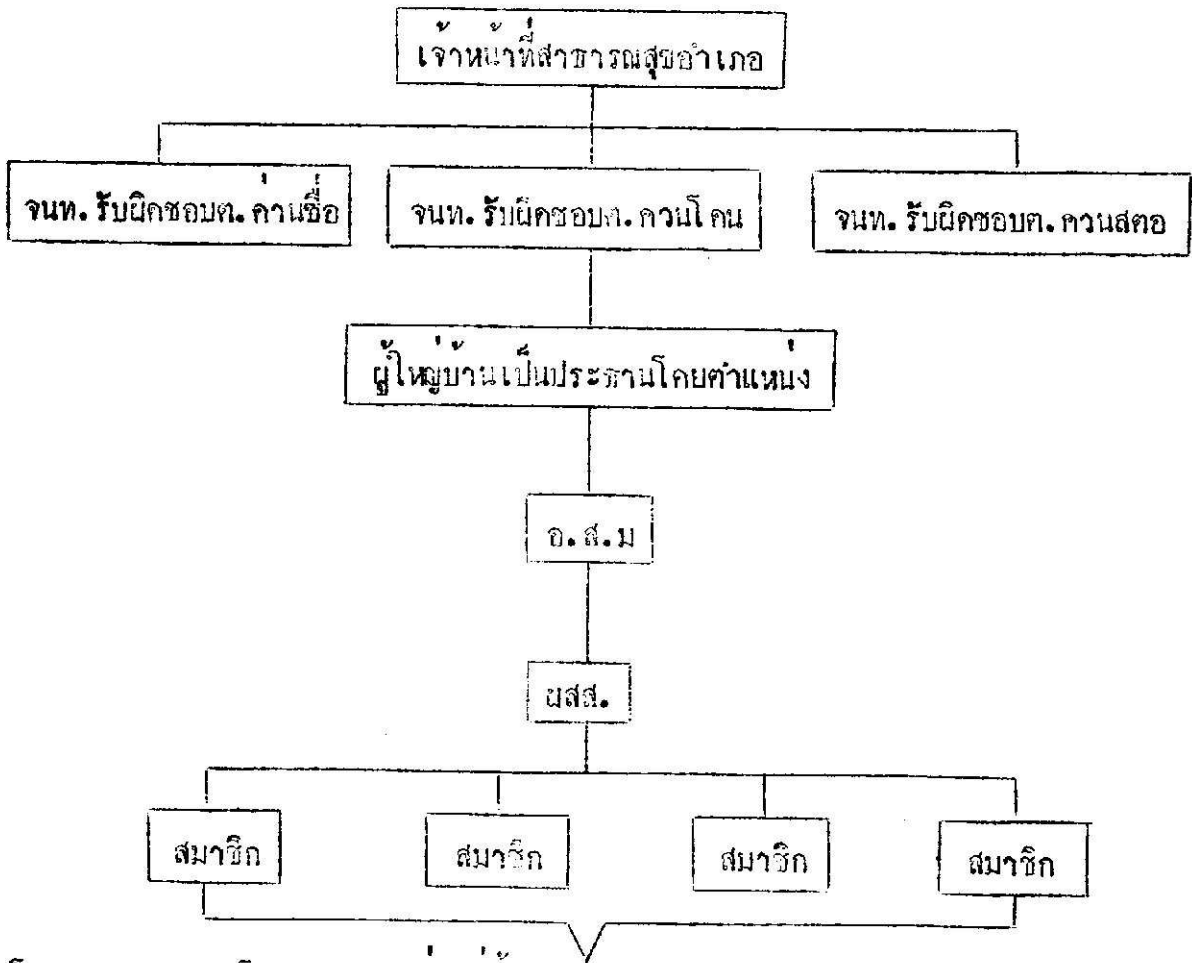 เจ้าหน้าที่สาธารณสุขอำเภอ
จนท. รับผิดชอบต. ด่านซื่อ
จนท. รับผิดชอบต. ควนโดน
จนท. รับผิดชอบต. ควนสตอ
ผู้ใหญ่บ้านเป็นประธานโดยตำแหน่ง
อ.ส.ม
ผสส.
สมาชิก
สมาชิก
สมาชิก
สมาชิก